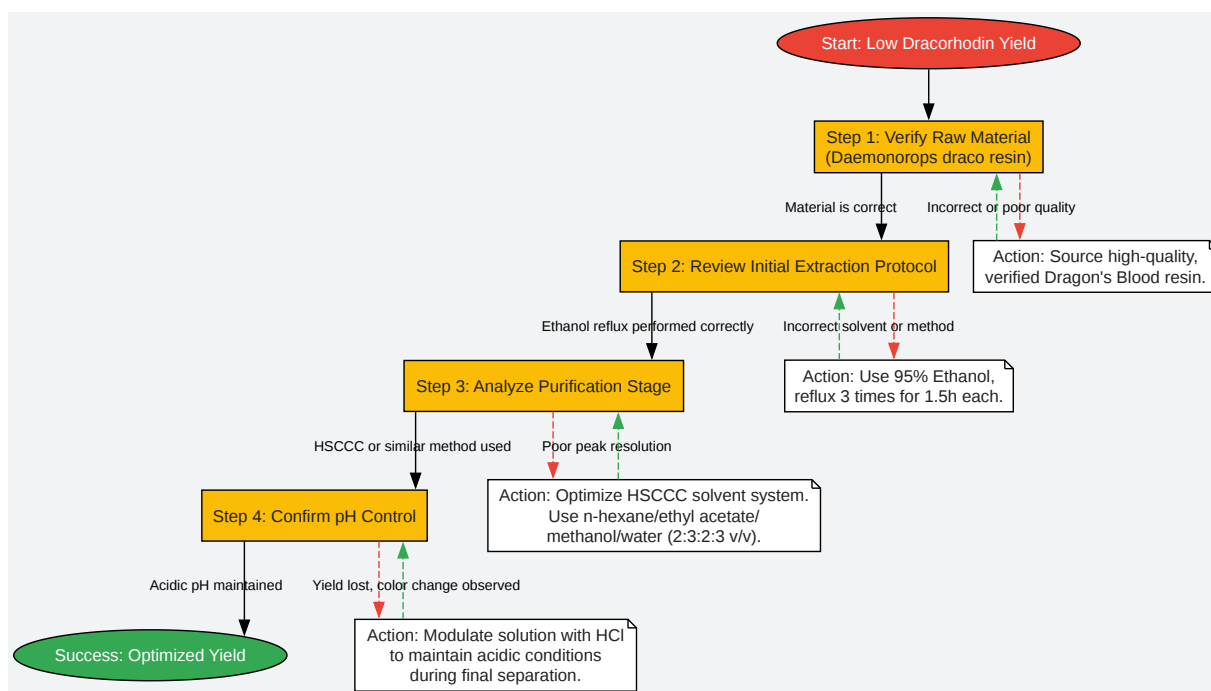 Start: Low Dracorhodin Yield
Step 1: Verify Raw Material
(Daemonorops draco resin)
Material is correct
Incorrect or poor quality
Action: Source high-quality,
verified Dragon's Blood resin.
Step 2: Review Initial Extraction Protocol
Ethanol reflux performed correctly
Incorrect solvent or method
Action: Use 95% Ethanol,
reflux 3 times for 1.5h each.
Step 3: Analyze Purification Stage
HSCCC or similar method used
Poor peak resolution
Action: Optimize HSCCC solvent system.
Use n-hexane/ethyl acetate/
methanol/water (2:3:2:3 v/v).
Step 4: Confirm pH Control
Acidic pH maintained
Yield lost, color change observed
Action: Modulate solution with HCl
to maintain acidic conditions
during final separation.
Success: Optimized Yield